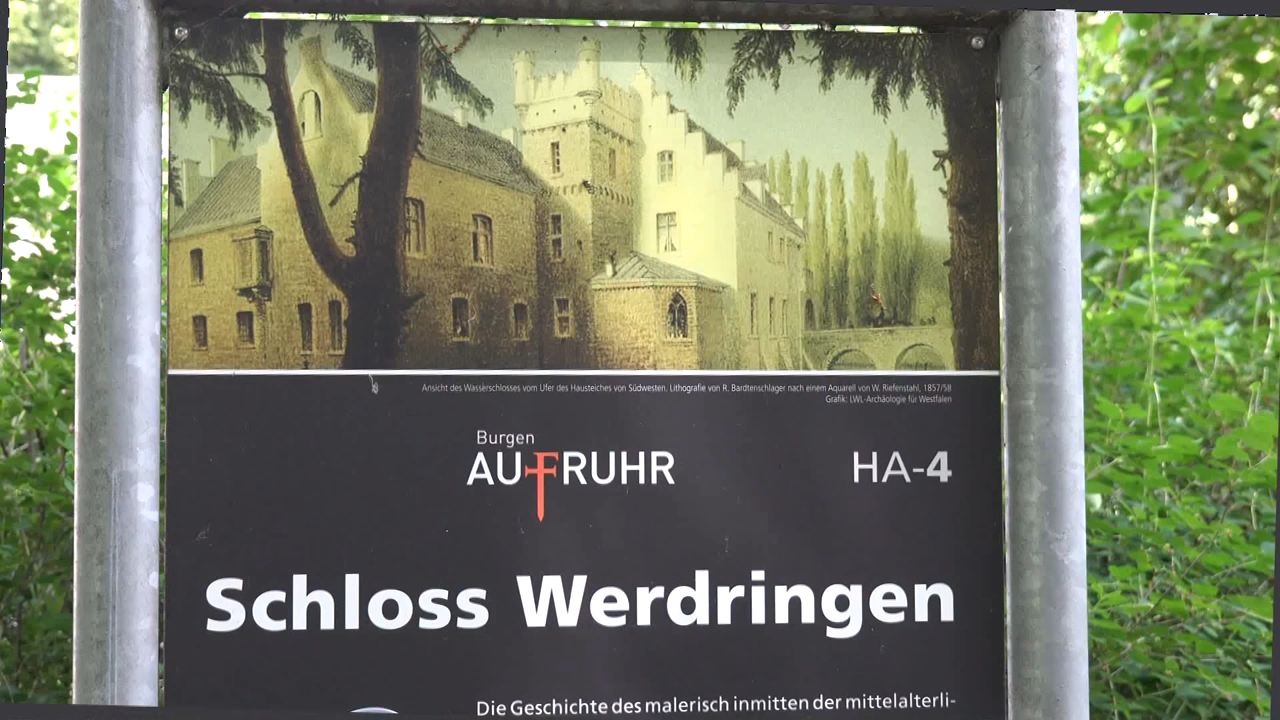 Ansicht des Wasserschlosses vom Ufer des Hausteiches von Südwesten. Lithografie von R. Bardtenschlager nach einem Aquarell von W. Riefenstahl, 1857/58
Grafik: LWL-Archäologie für Westfalen
Burgen
AUFRUHR
HA-4
Schloss Werdringen
Die Geschichte des malerisch inmitten der mittelalterli-